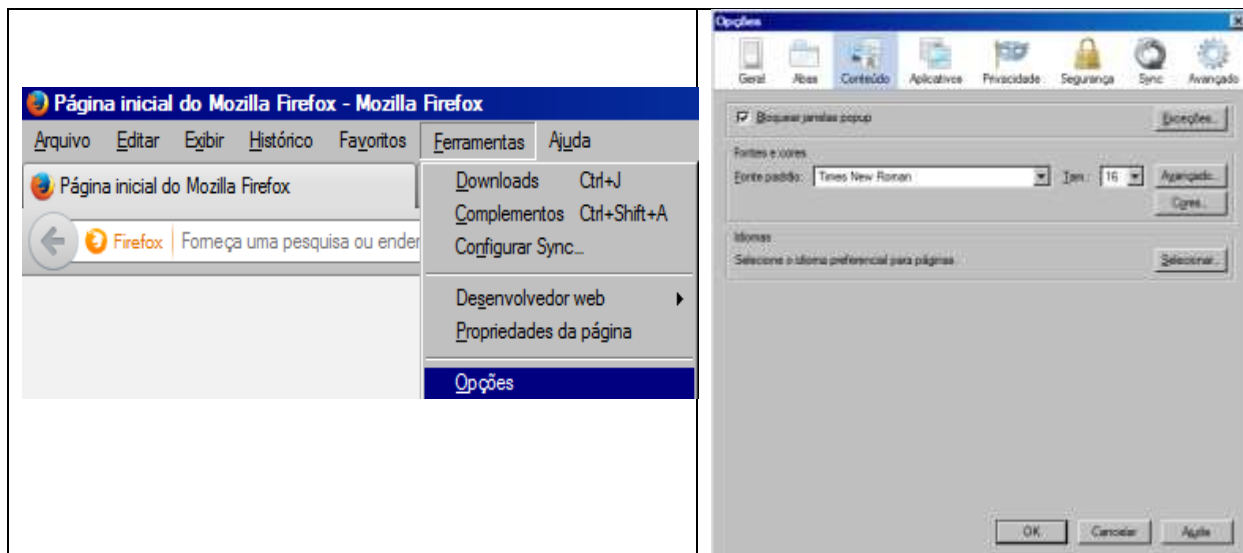 Página inicial do Mozilla Firefox - Mozilla Firefox
Arquivo Editar Exibir Histórico Favoritos Ferramentas Ajuda
Página inicial do Mozilla Firefox
Firefox Forneça uma pesquisa ou ender
Downloads Ctrl+J
Complementos Ctrl+Shift+A
Configurar Sync...
Desenvolvedor web
Propriedades da página
Opções
Opções
Geral Abas Conteúdo Aplicativos Privacidade Segurança Sync Avançado
Bloquear janelas popup Exceções...
Fontes e cores
Fonte padrão: Times New Roman Tam.: 16 Avançado...
Cores...
Idiomas
Selecione o idioma preferencial para páginas Selecionar...
OK Cancelar Ajuda